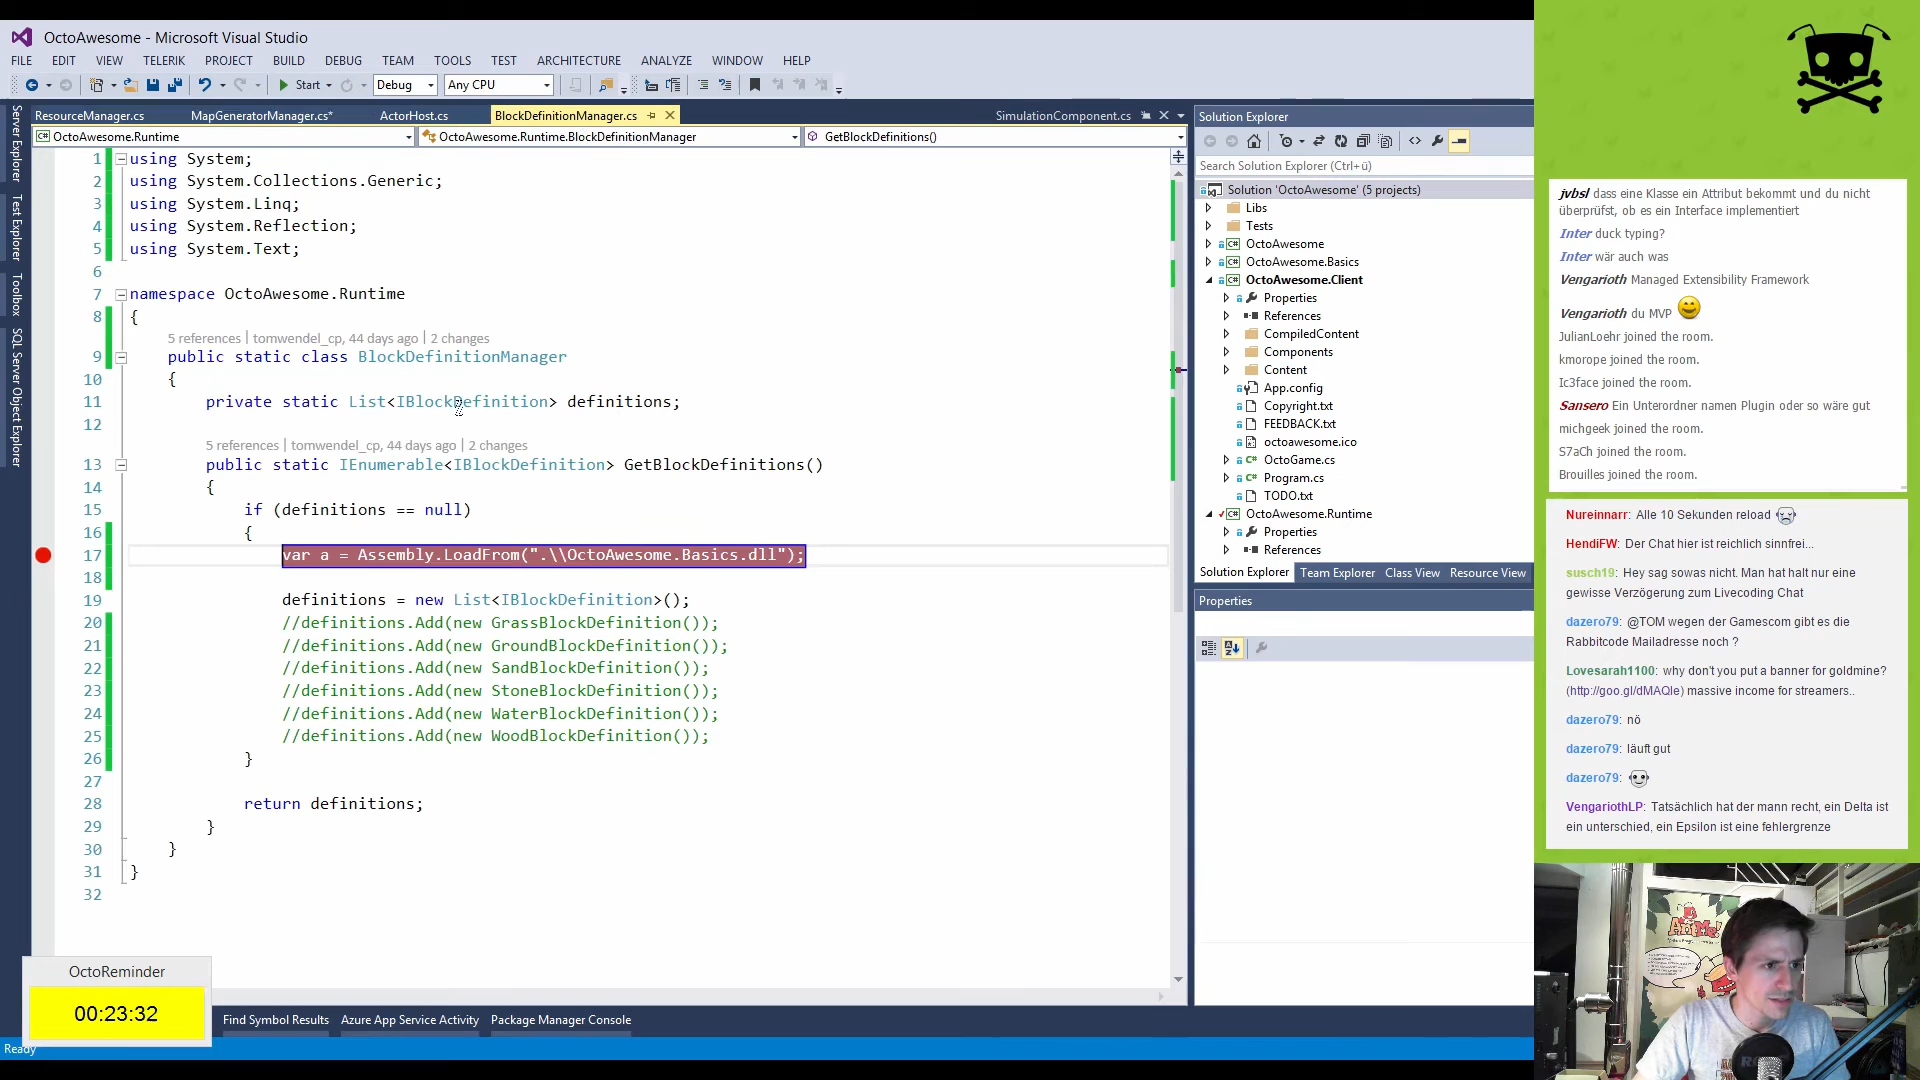 OctoAwesome - Microsoft Visual Studio
FILE EDIT VIEW TELERIK PROJECT BUILD DEBUG TEAM TOOLS TEST ARCHITECTURE ANALYZE WINDOW HELP
Start Debug Any CPU
ResourceManager.cs MapGeneratorManager.cs* ActorHost.cs BlockDefinitionManager.cs SimulationComponent.cs
OctoAwesome.Runtime OctoAwesome.Runtime.BlockDefinitionManager GetBlockDefinitions()
Server Explorer
Test Explorer
Toolbox
SQL Server Object Explorer
1 using System;
2 using System.Collections.Generic;
3 using System.Linq;
4 using System.Reflection;
5 using System.Text;
6
7 namespace OctoAwesome.Runtime
8 {
5 references | tomwendel_cp, 44 days ago | 2 changes
9 public static class BlockDefinitionManager
10 {
11 private static List<IBlockDefinition> definitions;
12
5 references | tomwendel_cp, 44 days ago | 2 changes
13 public static IEnumerable<IBlockDefinition> GetBlockDefinitions()
14 {
15 if (definitions == null)
16 {
17 var a = Assembly.LoadFrom(".\\OctoAwesome.Basics.dll");
18
19 definitions = new List<IBlockDefinition>();
20 //definitions.Add(new GrassBlockDefinition());
21 //definitions.Add(new GroundBlockDefinition());
22 //definitions.Add(new SandBlockDefinition());
23 //definitions.Add(new StoneBlockDefinition());
24 //definitions.Add(new WaterBlockDefinition());
25 //definitions.Add(new WoodBlockDefinition());
26 }
27
28 return definitions;
29 }
30 }
31 }
32
OctoReminder
00:23:32
Find Symbol Results Azure App Service Activity Package Manager Console
Ready
Solution Explorer
Search Solution Explorer (Ctrl+ü)
Solution 'OctoAwesome' (5 projects)
Libs
Tests
OctoAwesome
OctoAwesome.Basics
OctoAwesome.Client
Properties
References
CompiledContent
Components
Content
App.config
Copyright.txt
FEEDBACK.txt
octoawesome.ico
OctoGame.cs
Program.cs
TODO.txt
OctoAwesome.Runtime
Properties
References
Solution Explorer Team Explorer Class View Resource View
Properties
jvbsl dass eine Klasse ein Attribut bekommt und du nicht
überprüfst, ob es ein Interface implementiert
Inter duck typing?
Inter wär auch was
Vengarioth Managed Extensibility Framework
Vengarioth du MVP
JulianLoehr joined the room.
kmorope joined the room.
Ic3face joined the room.
Sansero Ein Unterordner namen Plugin oder so wäre gut
michgeek joined the room.
S7aCh joined the room.
Brouilles joined the room.
Nureinnarr: Alle 10 Sekunden reload
HendiFW: Der Chat hier ist reichlich sinnfrei...
susch19: Hey sag sowas nicht. Man hat halt nur eine
gewisse Verzögerung zum Livecoding Chat
dazero79: @TOM wegen der Gamescom gibt es die
Rabbitcode Mailadresse noch ?
Lovesarah1100: why don't you put a banner for goldmine?
(http://goo.gl/dMAQle) massive income for streamers..
dazero79: nö
dazero79: läuft gut
dazero79:
VengariothLP: Tatsächlich hat der mann recht, ein Delta ist
ein unterschied, ein Epsilon ist eine fehlergrenze